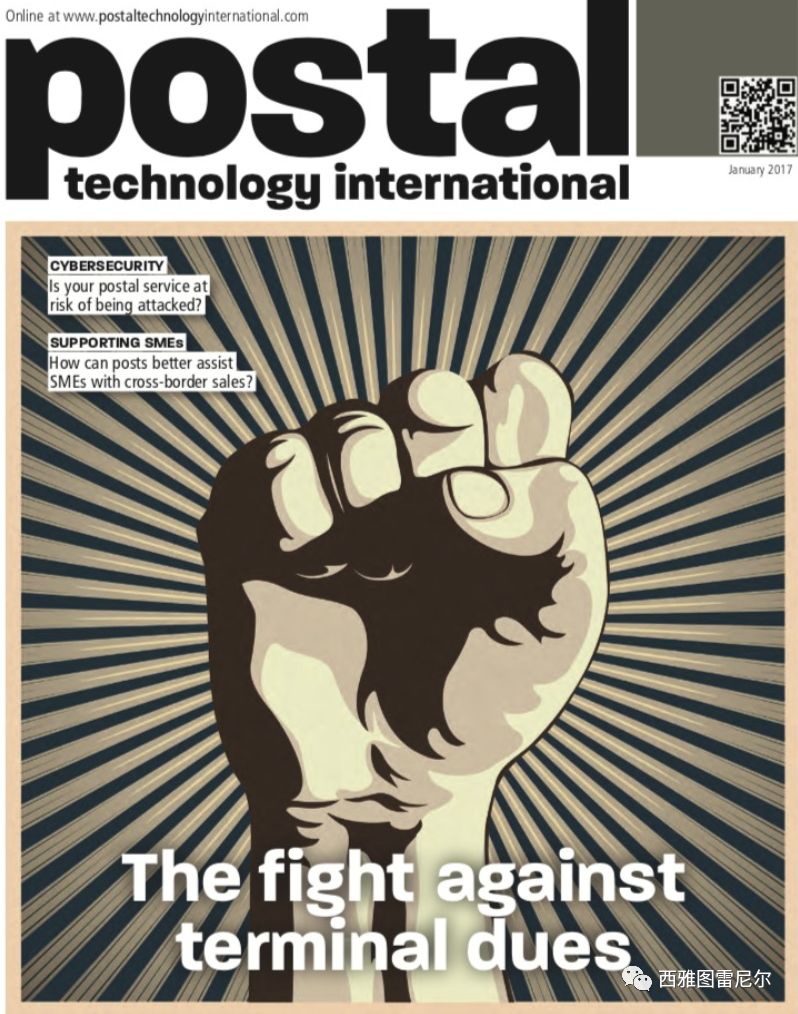 Online at www.postaltechnologyinternational.com
postal
technology international
January 2017
CYBERSECURITY
Is your postal service at
risk of being attacked?
SUPPORTING SMEs
How can posts better assist
SMEs with cross-border sales?
The fight against
terminal dues
西雅图雷尼尔